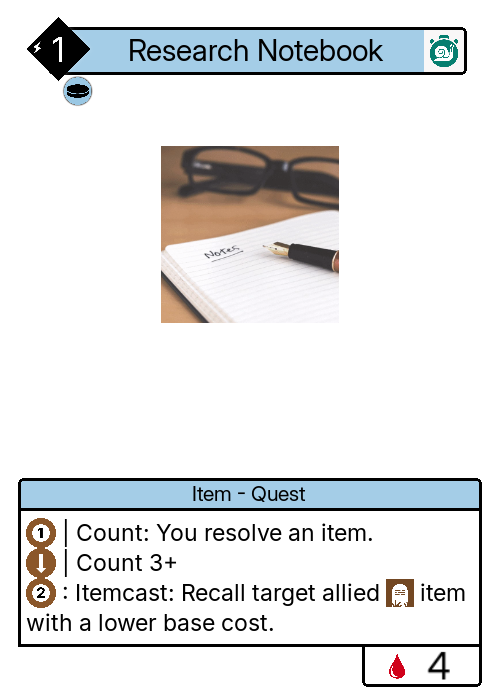 1 Research Notebook
Notes
Item - Quest
1 | Count: You resolve an item.
| Count 3+
2 : Itemcast: Recall target allied item
with a lower base cost.
4